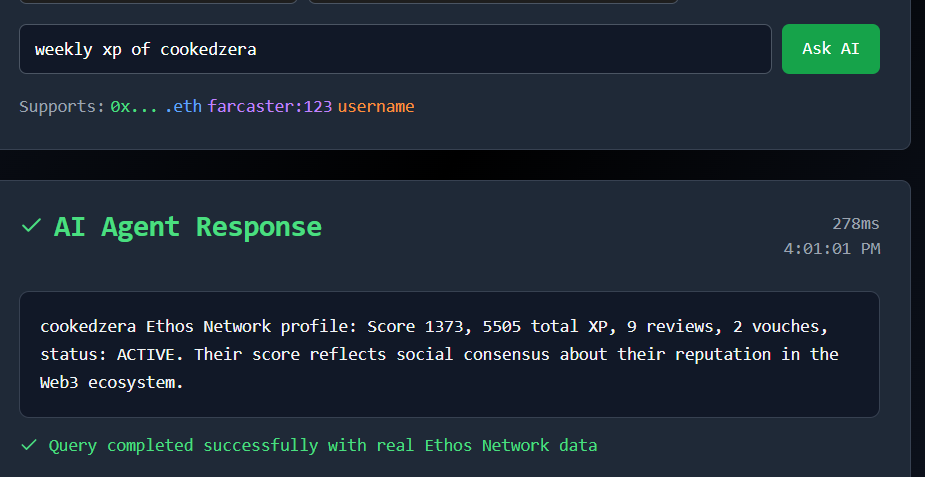 weekly xp of cookedzera
Ask AI
Supports: 0x... .eth farcaster:123 username
AI Agent Response
278ms
4:01:01 PM
cookedzera Ethos Network profile: Score 1373, 5505 total XP, 9 reviews, 2 vouches,
status: ACTIVE. Their score reflects social consensus about their reputation in the
Web3 ecosystem.
Query completed successfully with real Ethos Network data